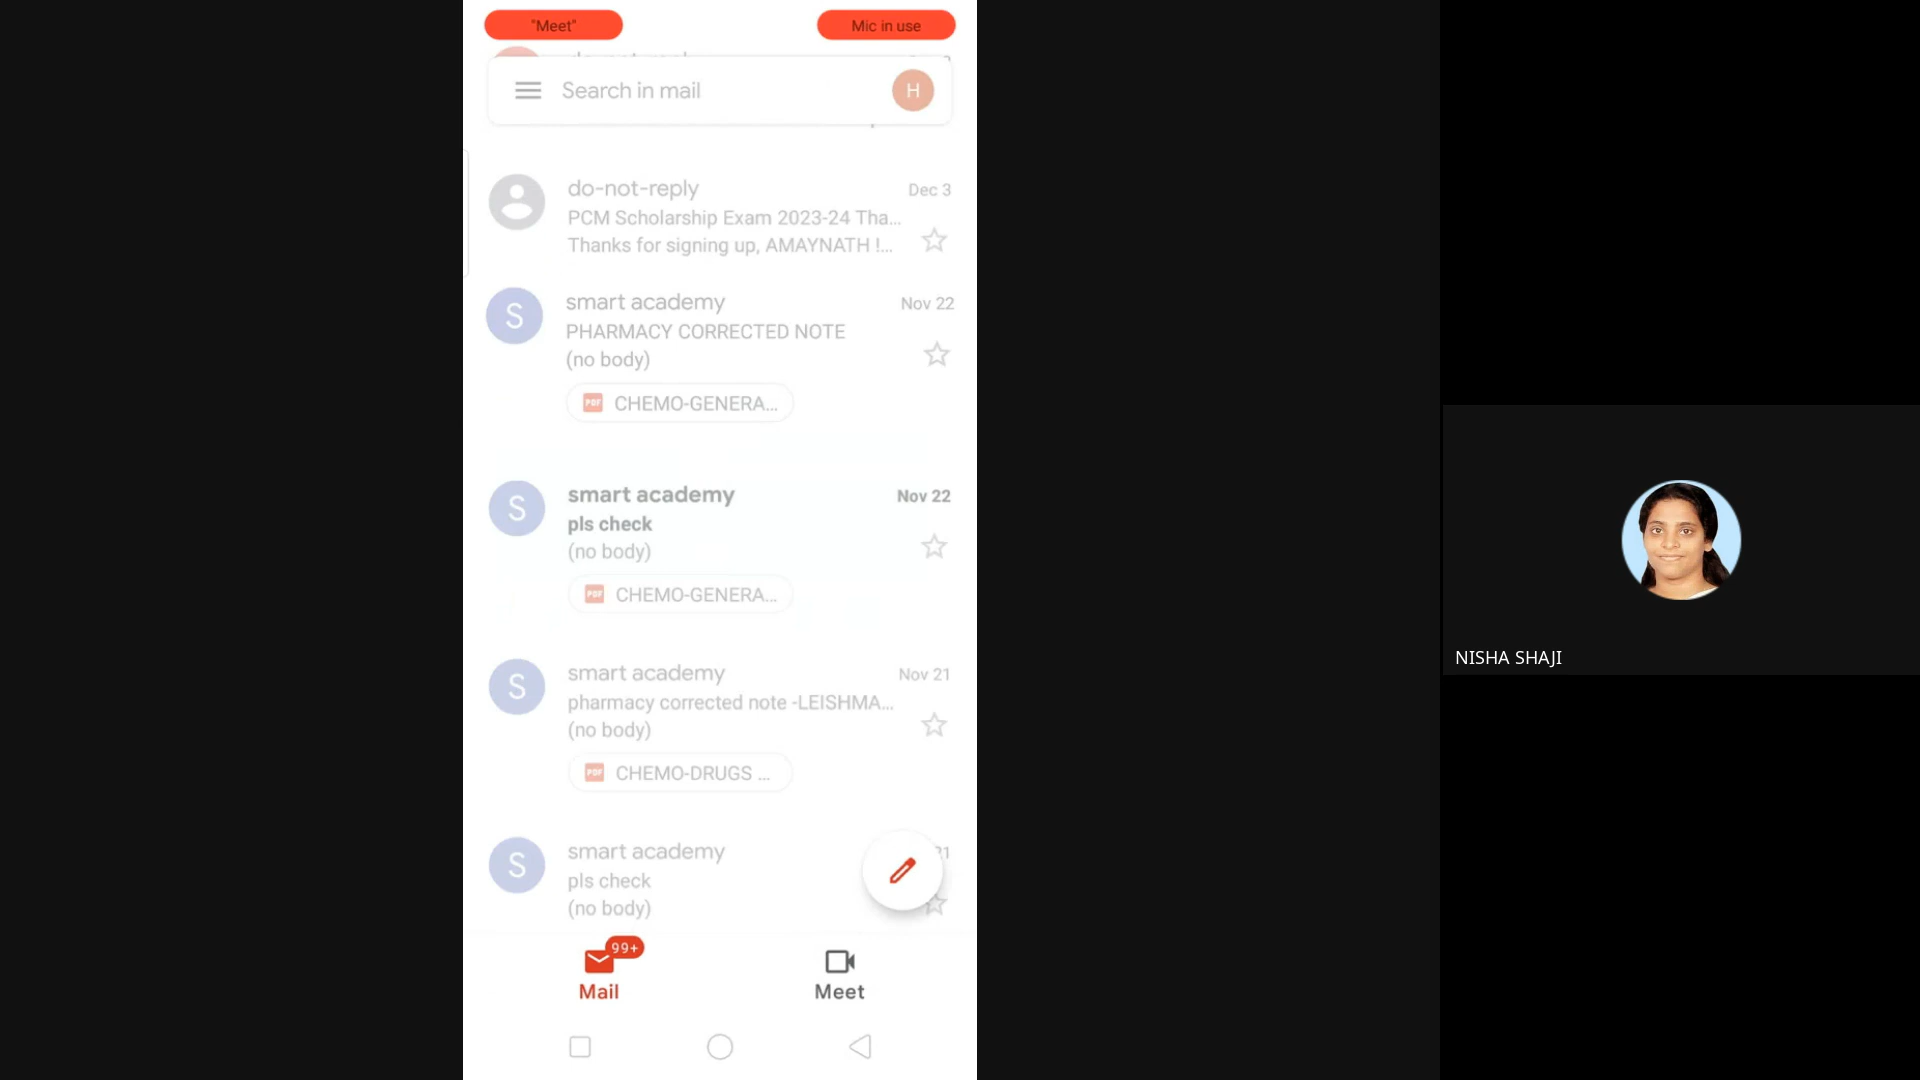 "Meet"
Mic in use
Search in mail
H
do-not-reply
Dec 3
PCM Scholarship Exam 2023-24 Tha...
Thanks for signing up, AMAYNATH !...
S
smart academy
Nov 22
PHARMACY CORRECTED NOTE
(no body)
PDF
CHEMO-GENERA...
S
smart academy
Nov 22
pls check
(no body)
PDF
CHEMO-GENERA...
S
smart academy
Nov 21
pharmacy corrected note -LEISHMA...
(no body)
PDF
CHEMO-DRUGS ...
S
smart academy
pls check
(no body)
99+
Mail
Meet
NISHA SHAJI